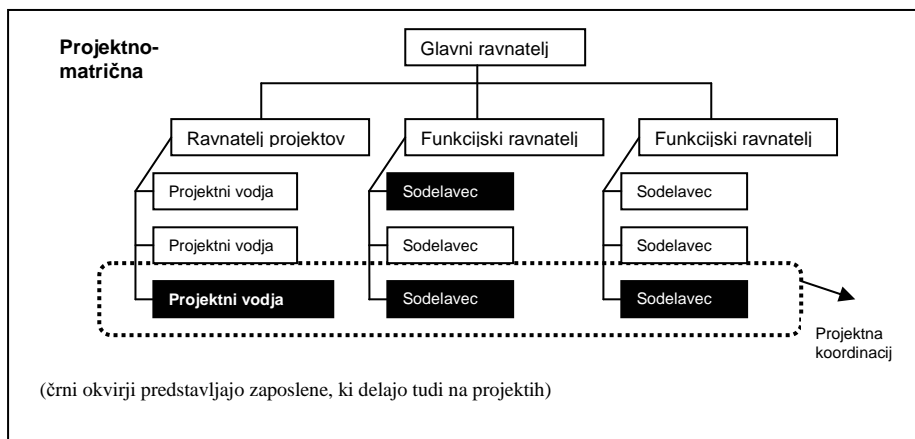 Projektno-
matrična
Glavni ravnatelj
Ravnatelj projektov
Funkcijski ravnatelj
Funkcijski ravnatelj
Projektni vodja
Sodelavec
Sodelavec
Projektni vodja
Sodelavec
Sodelavec
Projektni vodja
Sodelavec
Sodelavec
Projektna
koordinacij
(črni okvirji predstavljajo zaposlene, ki delajo tudi na projektih)